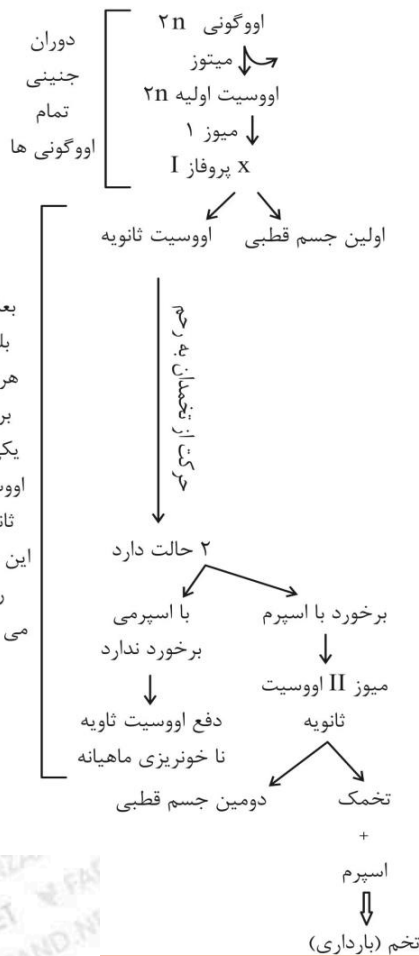 اووگونی 2n
میتوز
اووسیت اولیه 2n
میوز ۱
x پروفاز I
دوران
جنینی
تمام
اووگونی ها
اولین جسم قطبی
اووسیت ثانویه
حرکت از تخمدان به رحم
۲ حالت دارد
برخورد با اسپرم
با اسپرمی
برخورد ندارد
میوز II اووسیت
ثانویه
دفع اووسیت ثاویه
نا خونریزی ماهیانه
تخمک
دومین جسم قطبی
+
اسپرم
تخم (بارداری)
این
می